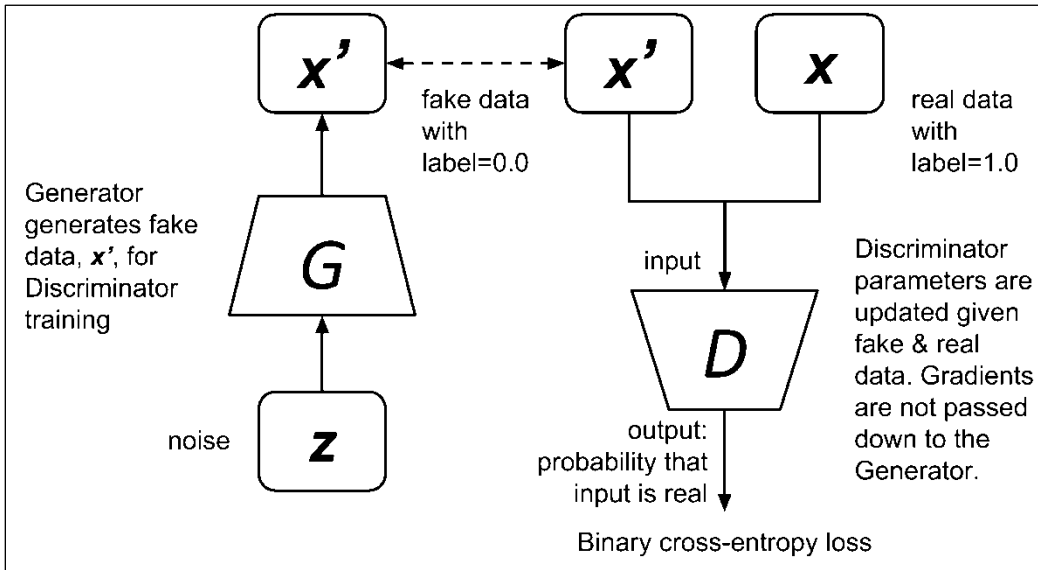 x’
x’
x
fake data
with
label=0.0
real data
with
label=1.0
Generator
generates fake
data, x’, for
Discriminator
training
G
noise
z
input
D
Discriminator
parameters are
updated given
fake & real
data. Gradients
are not passed
down to the
Generator.
output:
probability that
input is real
Binary cross-entropy loss